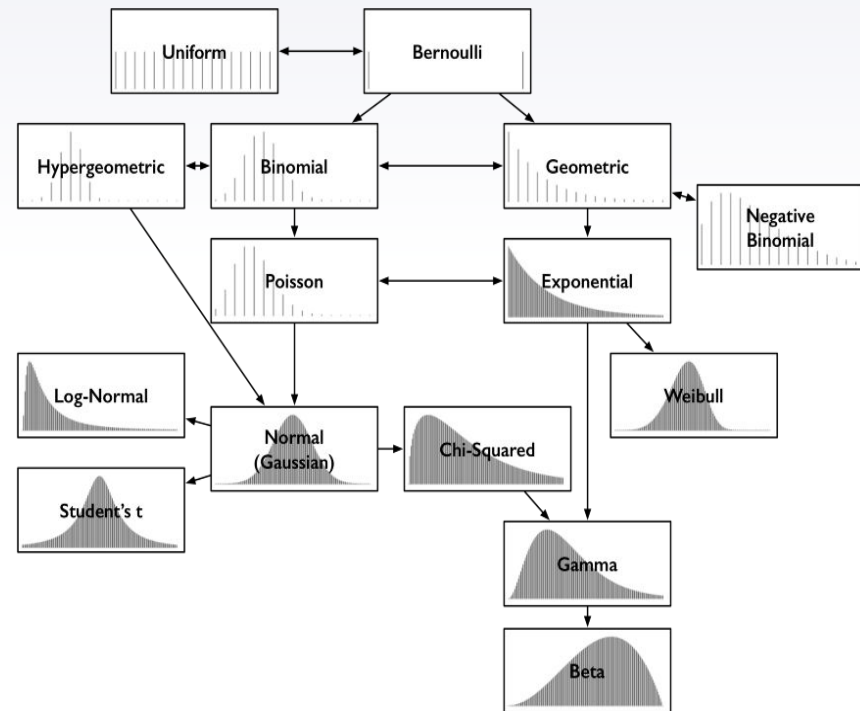 Uniform
Bernoulli
Hypergeometric
Binomial
Geometric
Negative
Binomial
Poisson
Exponential
Log-Normal
Weibull
Normal
(Gaussian)
Chi-Squared
Student's t
Gamma
Beta